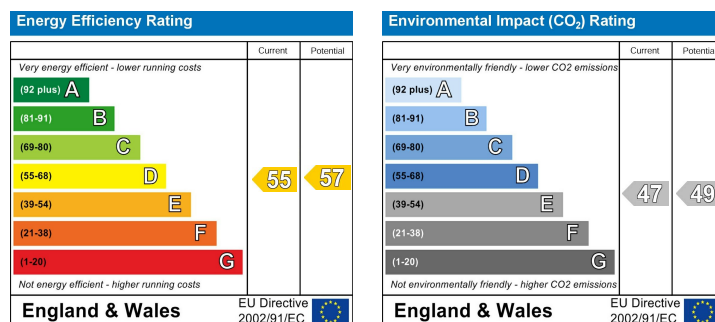 Energy Efficiency Rating
Current Potential
Very energy efficient - lower running costs
(92 plus) A
(81-91) B
(69-80) C
(55-68) D
(39-54) E
(21-38) F
(1-20) G
55 57
Not energy efficient - higher running costs
England & Wales
EU Directive
2002/91/EC
Environmental Impact (CO₂) Rating
Current Potential
Very environmentally friendly - lower CO2 emissions
(92 plus) A
(81-91) B
(69-80) C
(55-68) D
(39-54) E
(21-38) F
(1-20) G
47 49
Not environmentally friendly - higher CO2 emissions
England & Wales
EU Directive
2002/91/EC